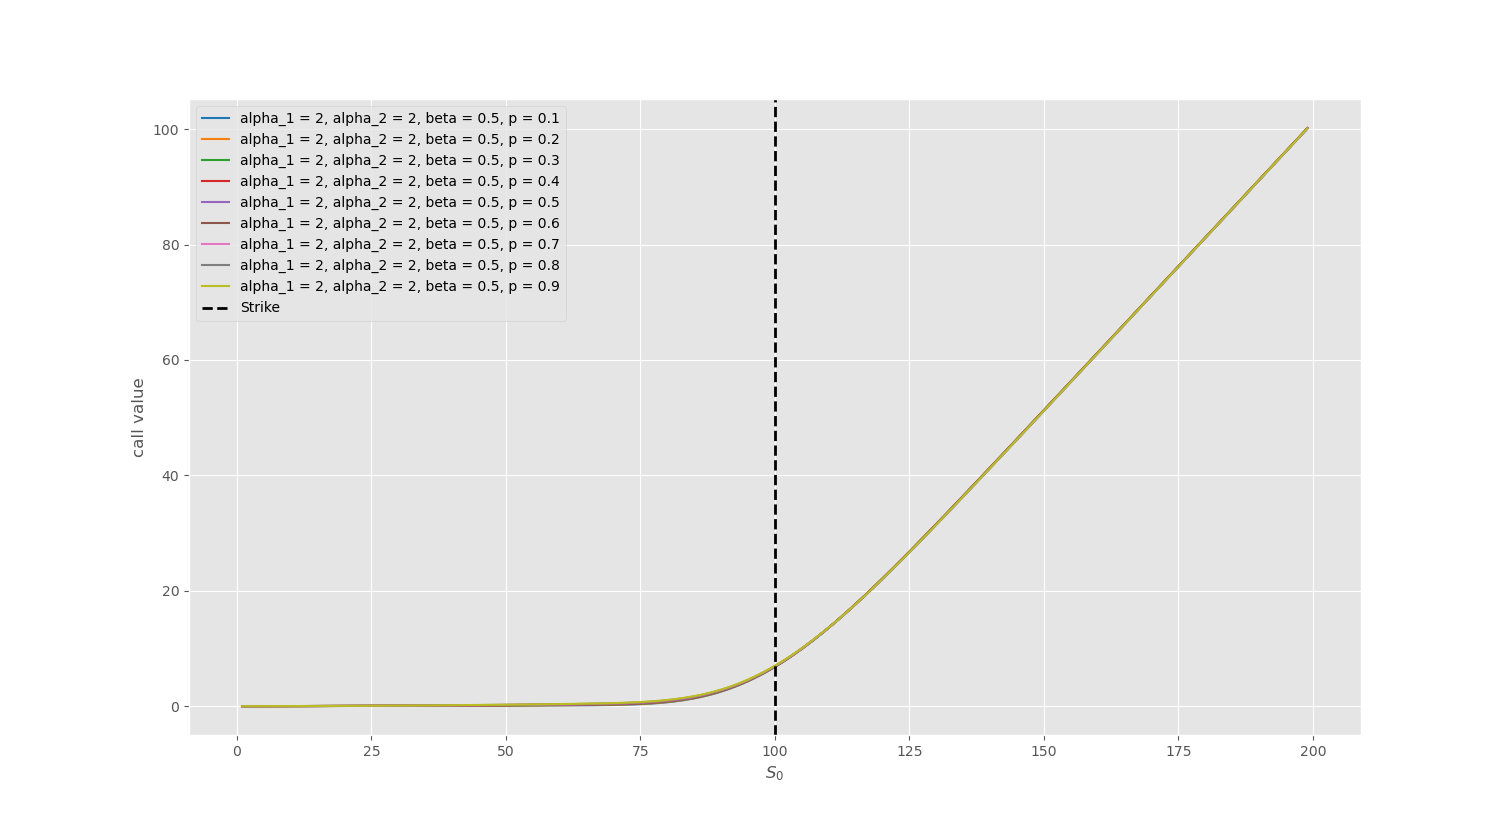 alpha_1 = 2, alpha_2 = 2, beta = 0.5, p = 0.1
alpha_1 = 2, alpha_2 = 2, beta = 0.5, p = 0.2
alpha_1 = 2, alpha_2 = 2, beta = 0.5, p = 0.3
alpha_1 = 2, alpha_2 = 2, beta = 0.5, p = 0.4
alpha_1 = 2, alpha_2 = 2, beta = 0.5, p = 0.5
alpha_1 = 2, alpha_2 = 2, beta = 0.5, p = 0.6
alpha_1 = 2, alpha_2 = 2, beta = 0.5, p = 0.7
alpha_1 = 2, alpha_2 = 2, beta = 0.5, p = 0.8
alpha_1 = 2, alpha_2 = 2, beta = 0.5, p = 0.9
Strike
100
80
60
40
20
0
call value
0 25 50 75 100 125 150 175 200
S₀